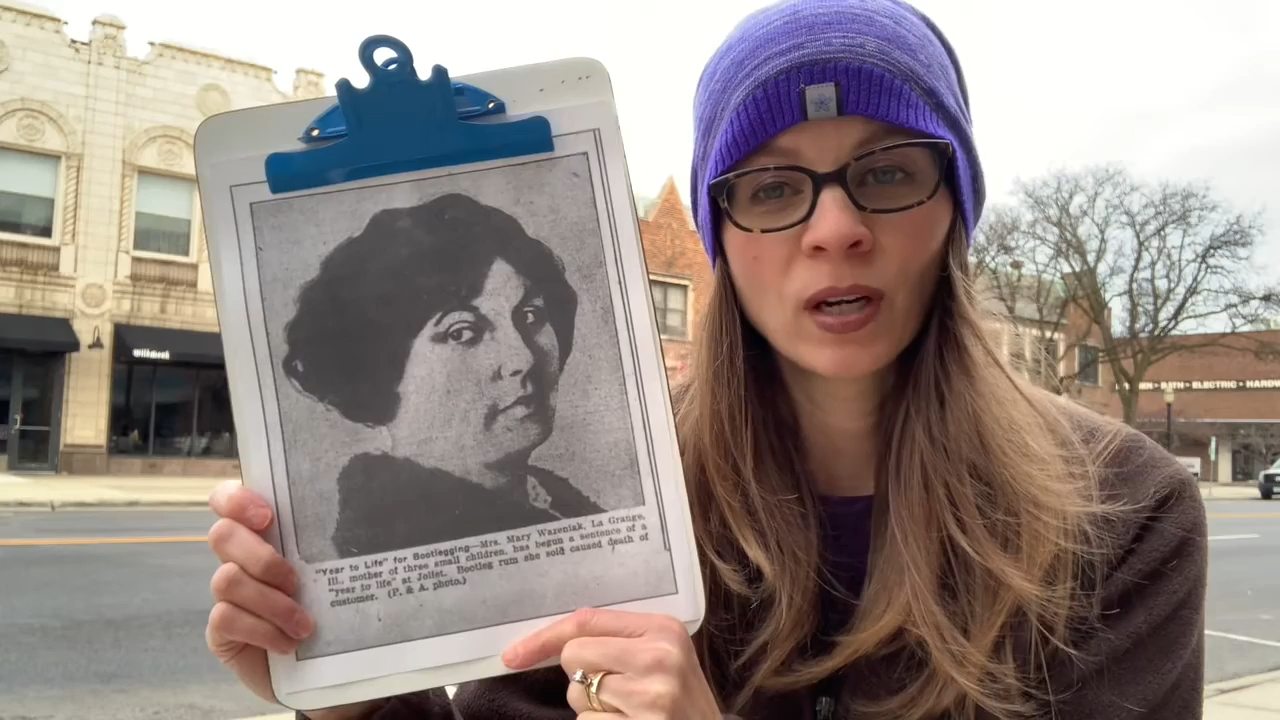 "Year to Life" for Bootlegging—Mrs. Mary Wazeniak, La Grange,
Ill., mother of three small children, has begun a sentence of a
"year to life" at Joliet. Bootleg rum she sold caused death of
customer. (P. & A. photo.)
BATH • ELECTRIC • HARDW